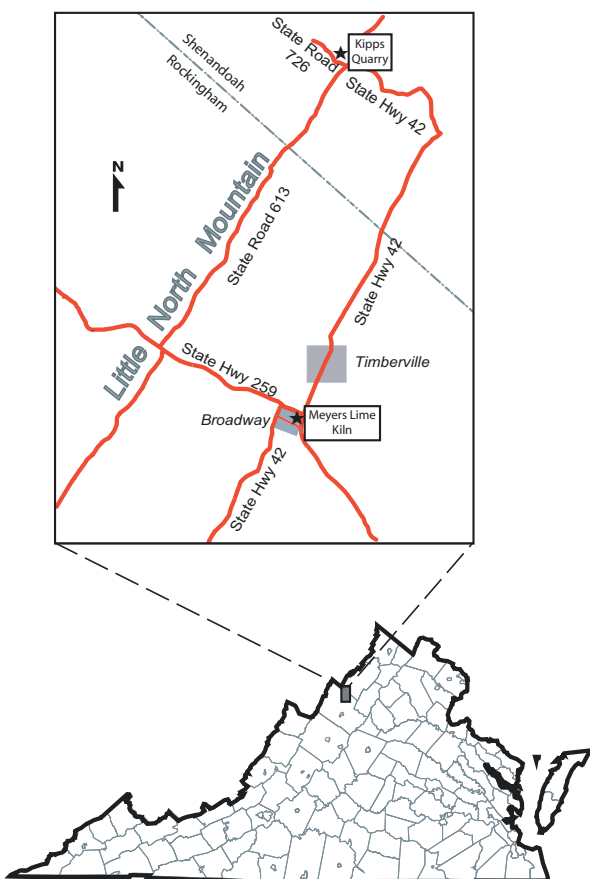 State Road
726
Kipps
Quarry
Shenandoah
Rockingham
State Hwy 42
N
Little North Mountain
State Road 613
State Hwy 42
State Hwy 259
Timberville
Broadway
Meyers Lime
Kiln
State Hwy 42